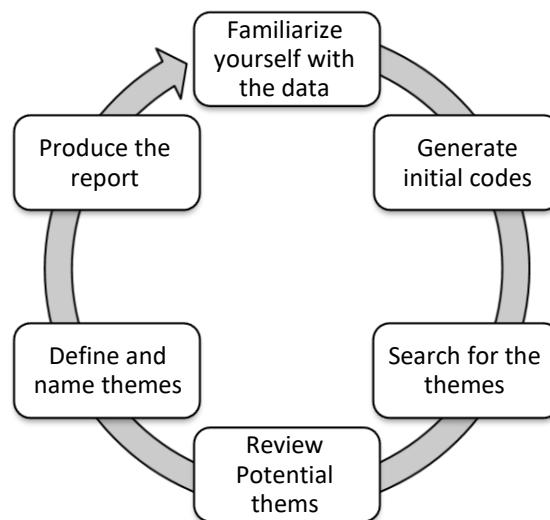 Familiarize
yourself with
the data
Generate
initial codes
Search for the
themes
Review
Potential
thems
Define and
name themes
Produce the
report